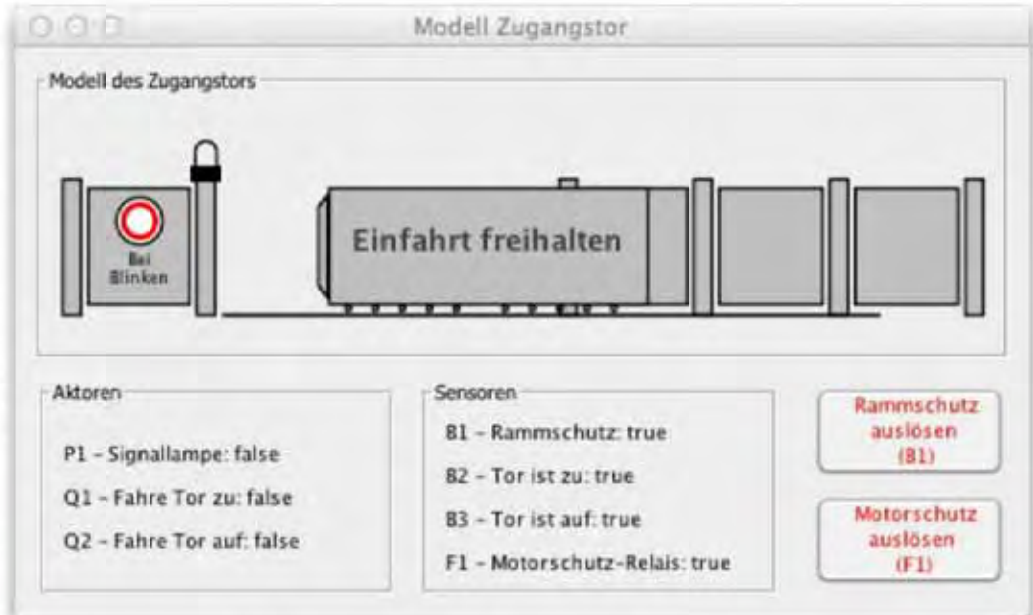 Modell Zugangstor
Modell des Zugangstors
Bei
Blinken
Einfahrt freihalten
Aktoren
P1 - Signallampe: false
Q1 - Fahre Tor zu: false
Q2 - Fahre Tor auf: false
Sensoren
B1 - Rammschutz: true
B2 - Tor ist zu: true
B3 - Tor ist auf: true
F1 - Motorschutz-Relais: true
Rammschutz
auslösen
(B1)
Motorschutz
auslösen
(F1)